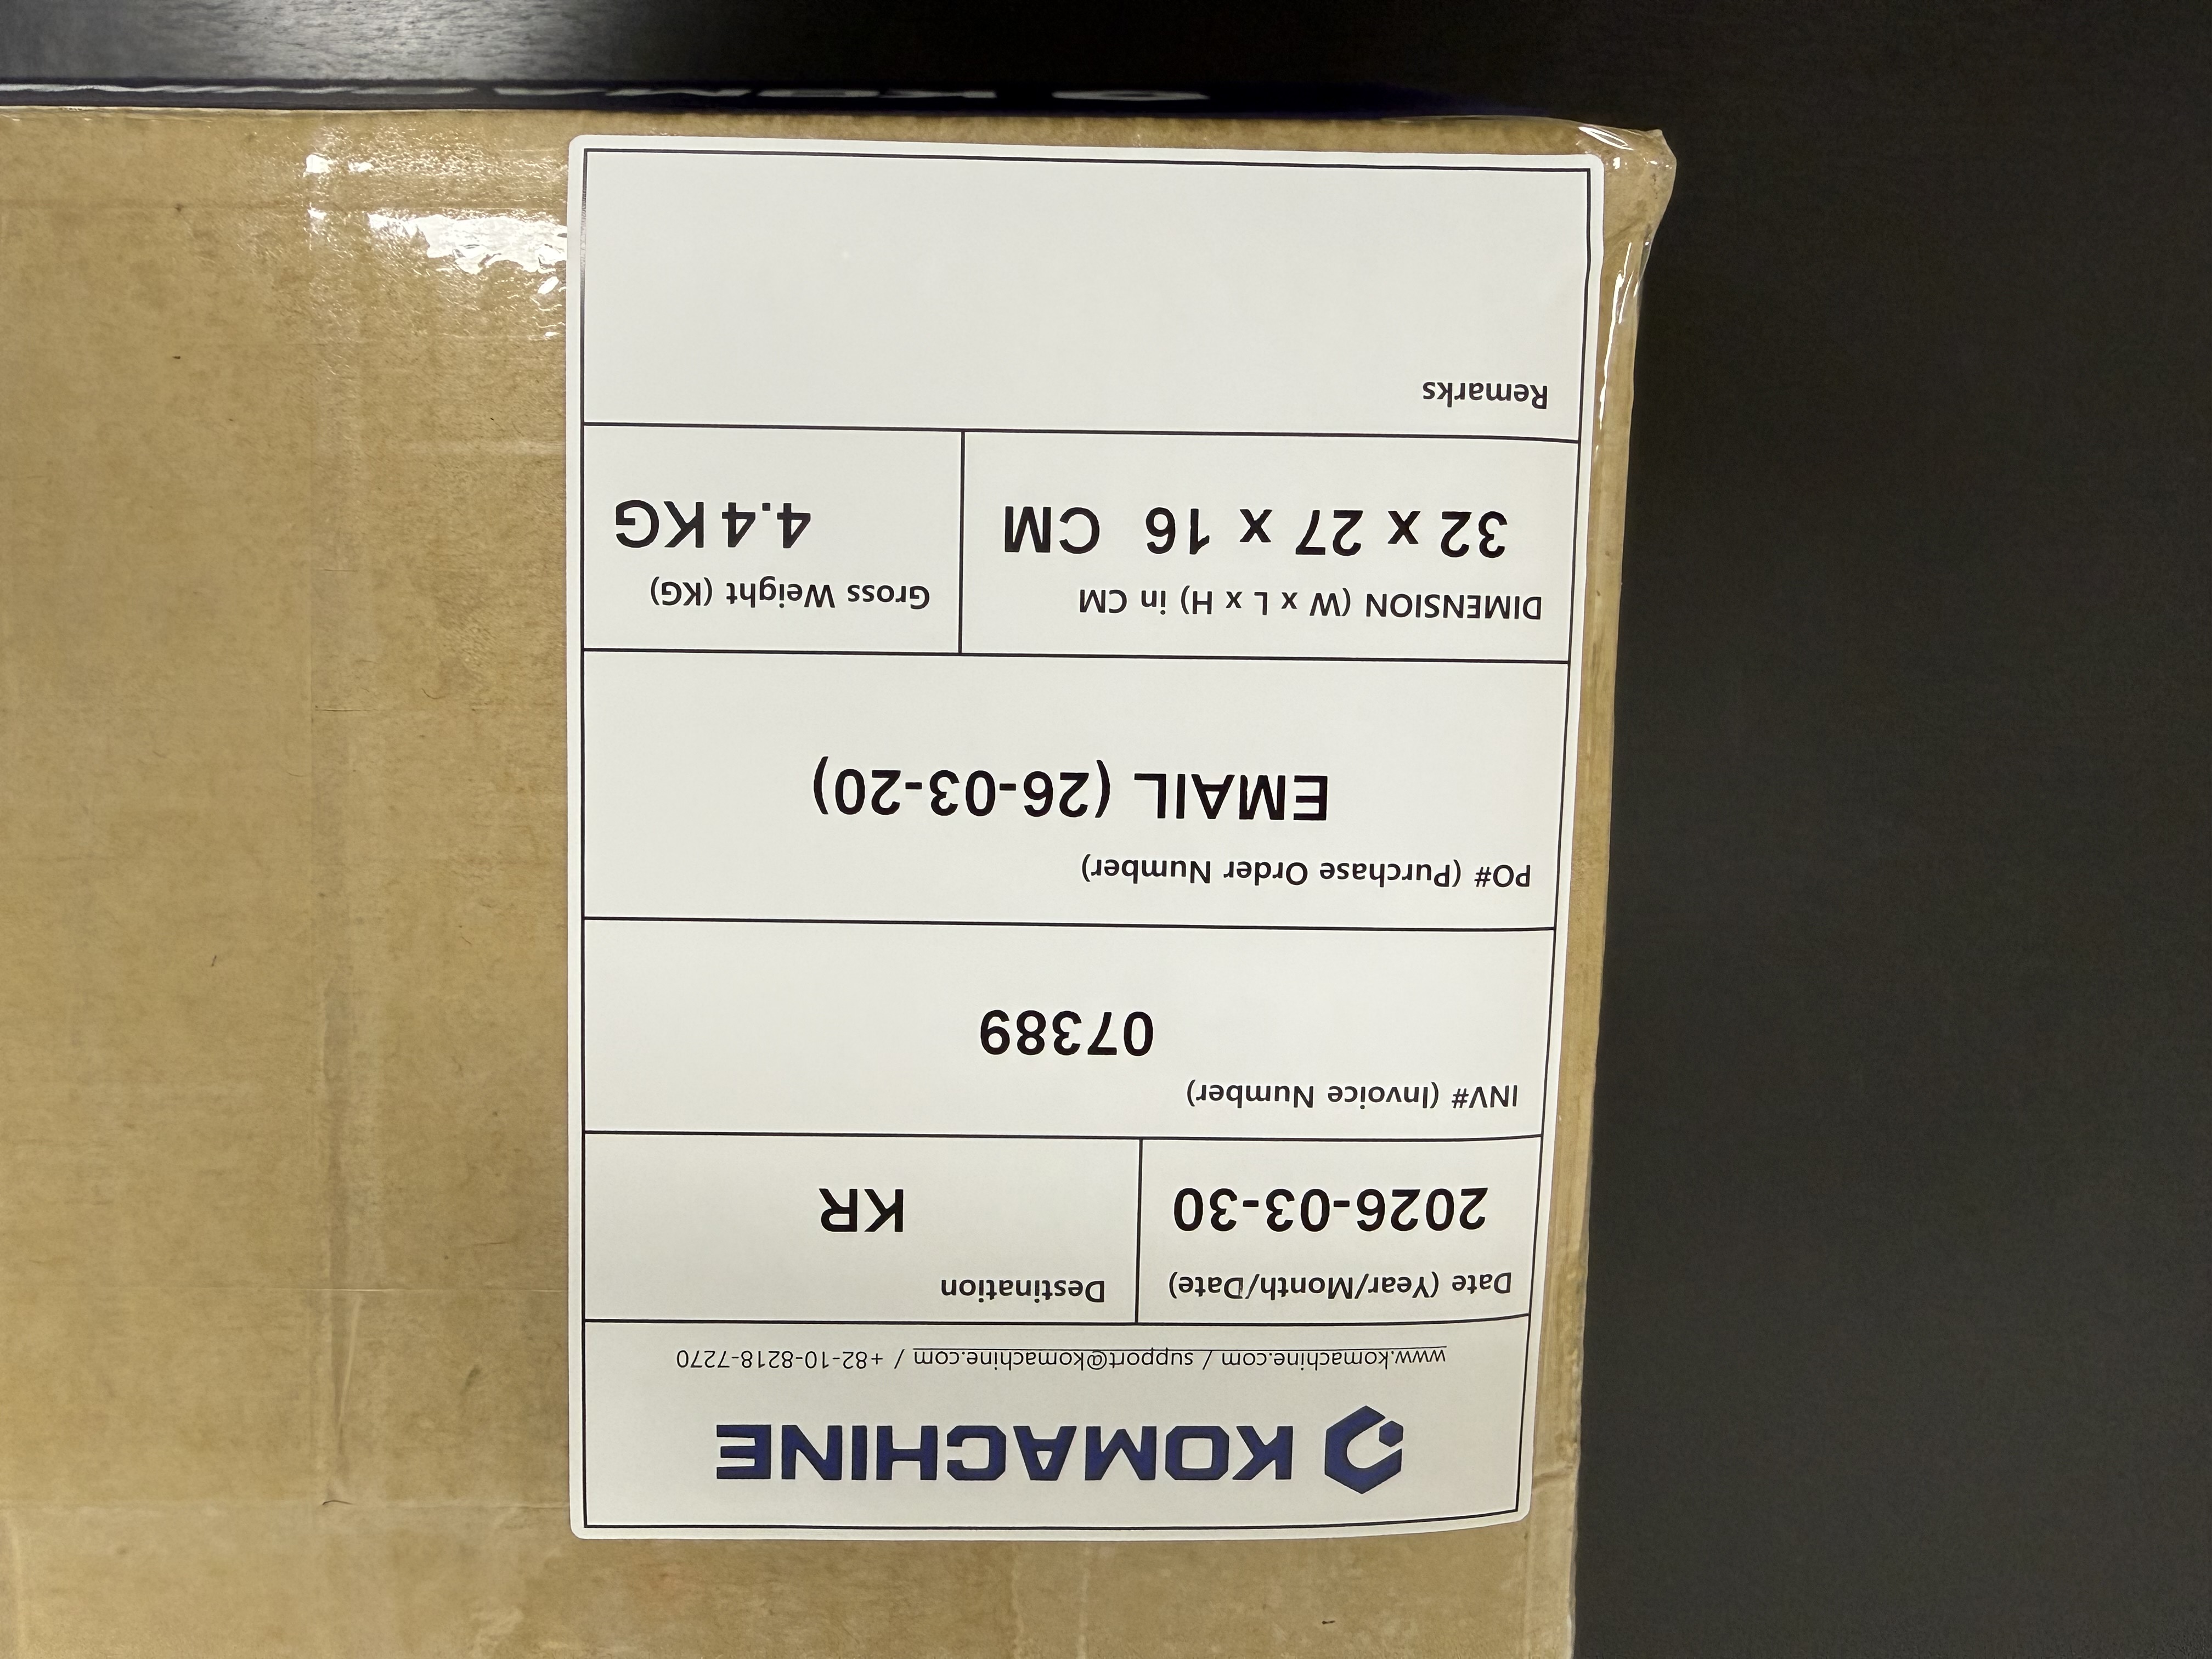 KOMACHINE
www.komachine.com / support@komachine.com / +82-10-8218-7270
Date (Year/Month/Date)
2026-03-30
Destination
KR
INV# (Invoice Number)
07389
PO# (Purchase Order Number)
EMAIL (26-03-20)
DIMENSION (W x L x H) in CM
32 x 27 x 16 CM
Gross Weight (KG)
4.4 KG
Remarks